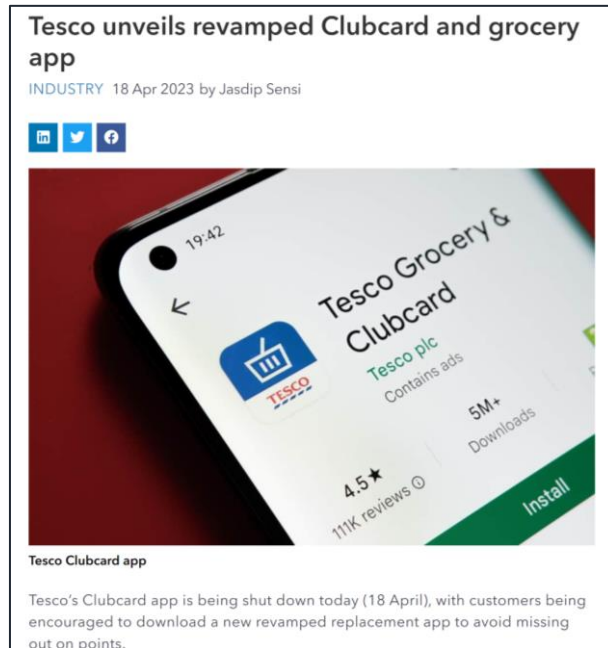 Tesco unveils revamped Clubcard and grocery
app
INDUSTRY 18 Apr 2023 by Jasdip Sensi
in
f
19:42
Tesco Grocery &
Clubcard
Tesco plc
Contains ads
TESCO
4.5★
111K reviews
5M+
Downloads
Install
Tesco Clubcard app
Tesco's Clubcard app is being shut down today (18 April), with customers being
encouraged to download a new revamped replacement app to avoid missing
out on points.